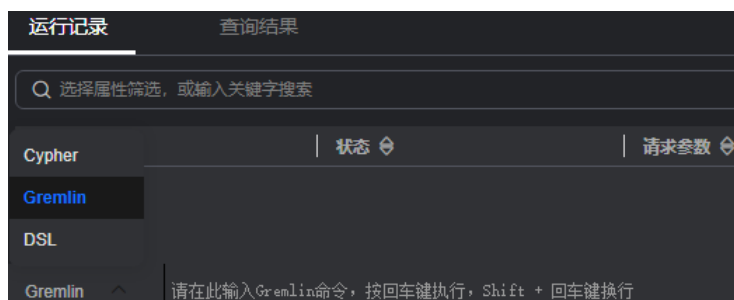 运行记录 查询结果
选择属性筛选，或输入关键字搜索
状态 请求参数
Cypher
Gremlin
DSL
Gremlin 请在此输入Gremlin命令，按回车键执行，Shift + 回车键换行